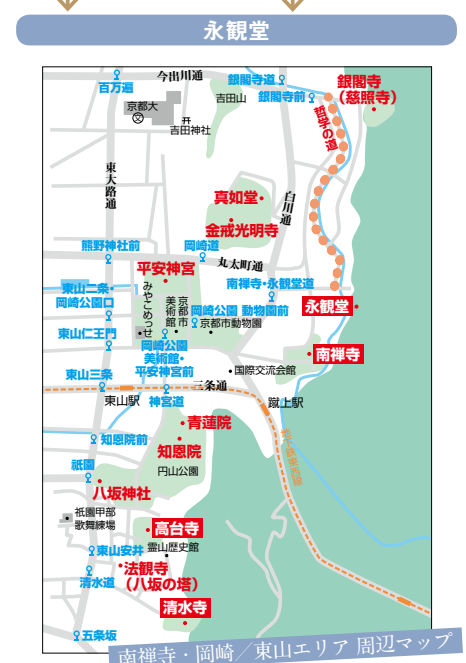 永観堂
今出川通
百万遍
京都大
文
吉田山
吉田神社
銀閣寺道
銀閣寺前
銀閣寺
（慈照寺）
哲学の道
東大路通
白川通
真如堂
金戒光明寺
熊野神社前
岡崎道
丸太町通
平安神宮
南禅寺・永観堂道
東山二条・
岡崎公園口
みやこめっせ
京都市
美術館
岡崎公園 動物園前
京都市動物園
永観堂
東山仁王門
岡崎公園
美術館・
平安神宮前
南禅寺
国際交流会館
東山三条
三条通
東山駅
神宮道
蹴上駅
地下鉄東西線
青蓮院
知恩院前
知恩院
円山公園
祇園
八坂神社
祇園甲部
歌舞練場
高台寺
霊山歴史館
東山安井
法観寺
（八坂の塔）
清水道
清水寺
五条坂
南禅寺・岡崎／東山エリア 周辺マップ